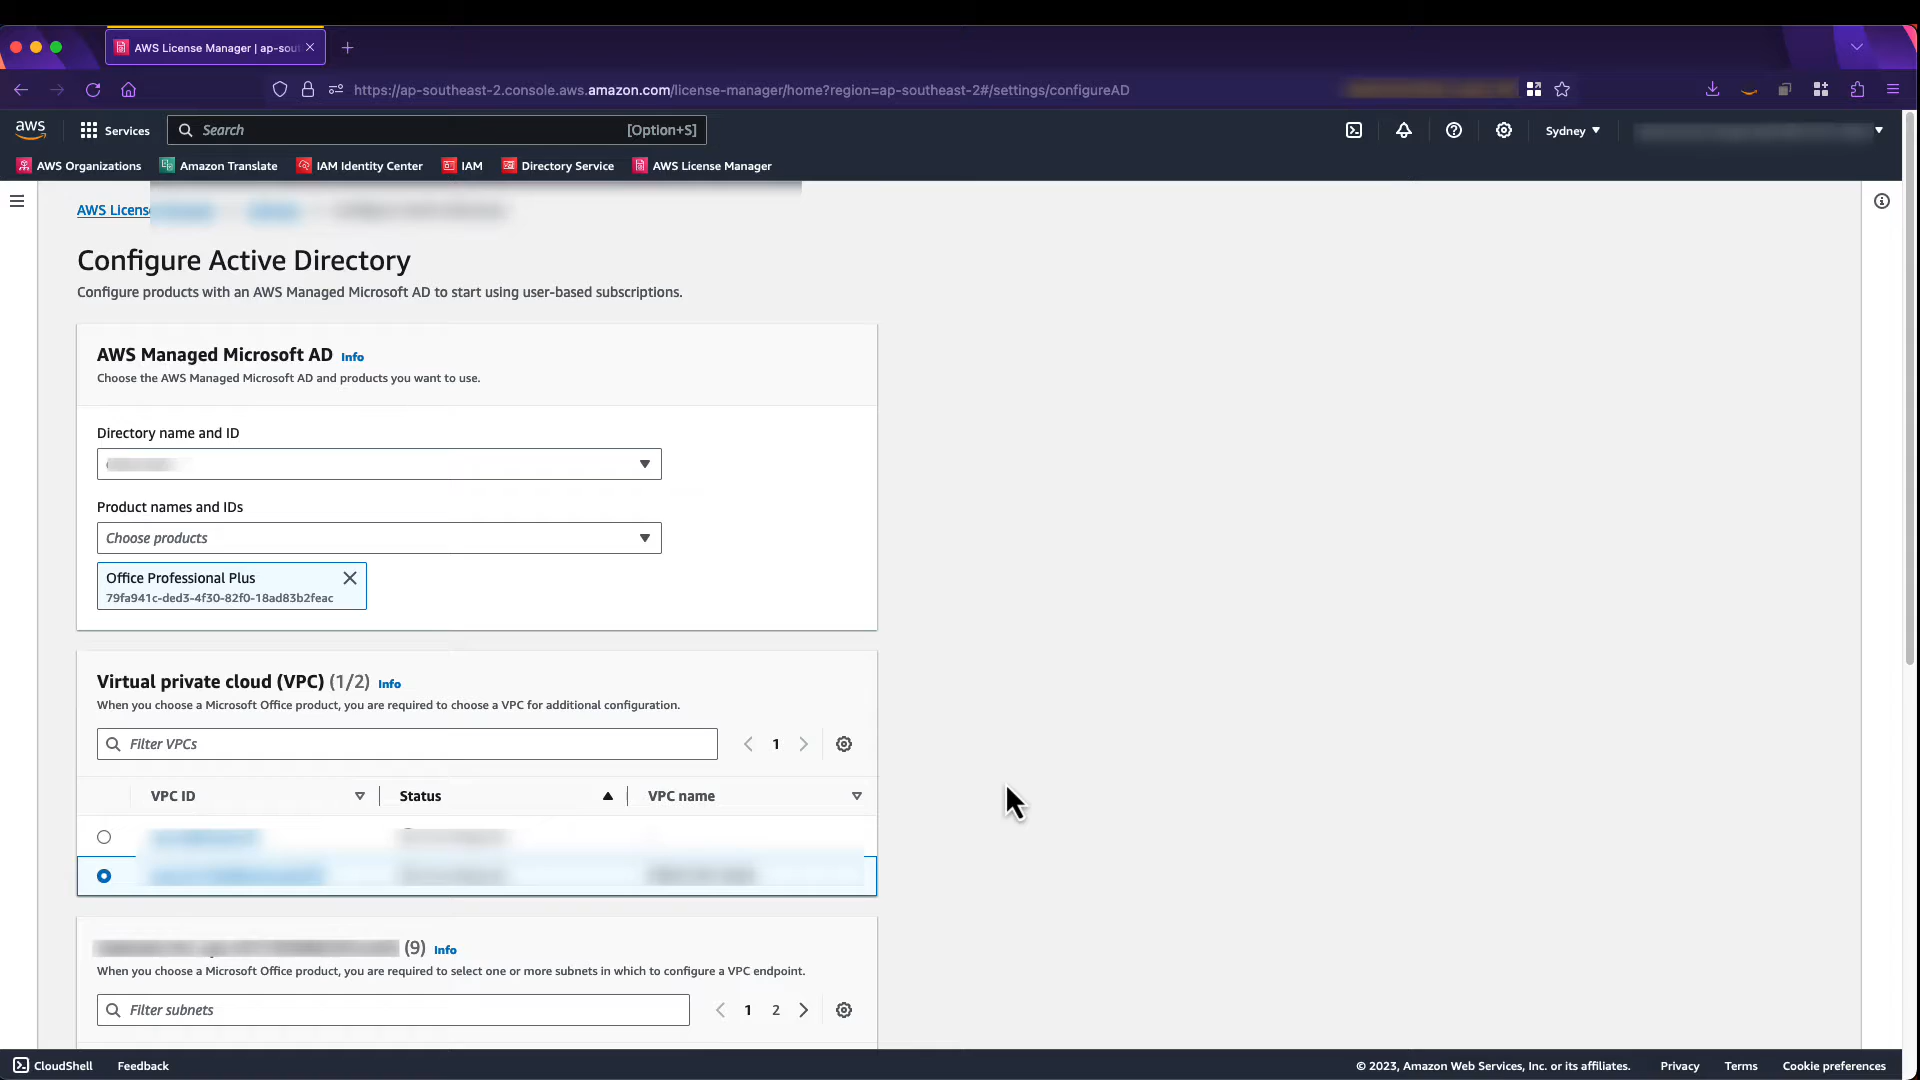 AWS License Manager | ap-sou
https://ap-southeast-2.console.aws.amazon.com/license-manager/home?region=ap-southeast-2#/settings/configureAD
aws
Services
Search
[Option+S]
Sydney
AWS Organizations
Amazon Translate
IAM Identity Center
IAM
Directory Service
AWS License Manager
AWS Licens
Configure Active Directory
Configure products with an AWS Managed Microsoft AD to start using user-based subscriptions.
AWS Managed Microsoft AD Info
Choose the AWS Managed Microsoft AD and products you want to use.
Directory name and ID
Product names and IDs
Choose products
Office Professional Plus
79fa941c-ded3-4f30-82f0-18ad83b2feac
Virtual private cloud (VPC) (1/2) Info
When you choose a Microsoft Office product, you are required to choose a VPC for additional configuration.
Filter VPCs
1
VPC ID
Status
VPC name
(9) Info
When you choose a Microsoft Office product, you are required to select one or more subnets in which to configure a VPC endpoint.
Filter subnets
1 2
CloudShell
Feedback
© 2023, Amazon Web Services, Inc. or its affiliates.
Privacy
Terms
Cookie preferences